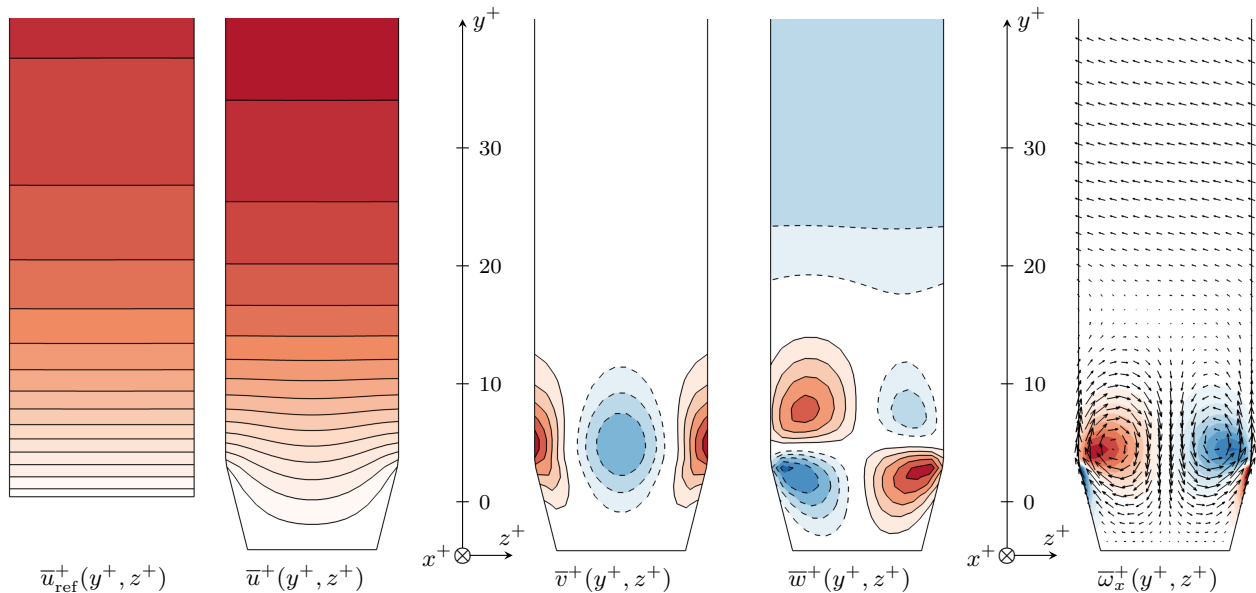 y⁺ y⁺
30 30
20 20
10 10
0 0
x⁺ z⁺ x⁺ z⁺
u̅⁺ref(y⁺, z⁺) u̅⁺(y⁺, z⁺) v̅⁺(y⁺, z⁺) w̅⁺(y⁺, z⁺) ω̅⁺x(y⁺, z⁺)